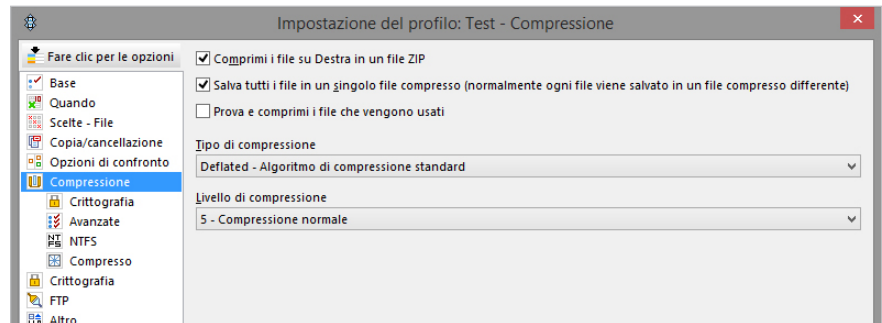 Impostazione del profilo: Test - Compressione
Fare clic per le opzioni
Base
Quando
Scelte - File
Copia/cancellazione
Opzioni di confronto
Compressione
Crittografia
Avanzate
NTFS
Compresso
Crittografia
FTP
Altro
Comprimi i file su Destra in un file ZIP
Salva tutti i file in un singolo file compresso (normalmente ogni file viene salvato in un file compresso differente)
Prova e comprimi i file che vengono usati
Tipo di compressione
Deflated - Algoritmo di compressione standard
Livello di compressione
5 - Compressione normale